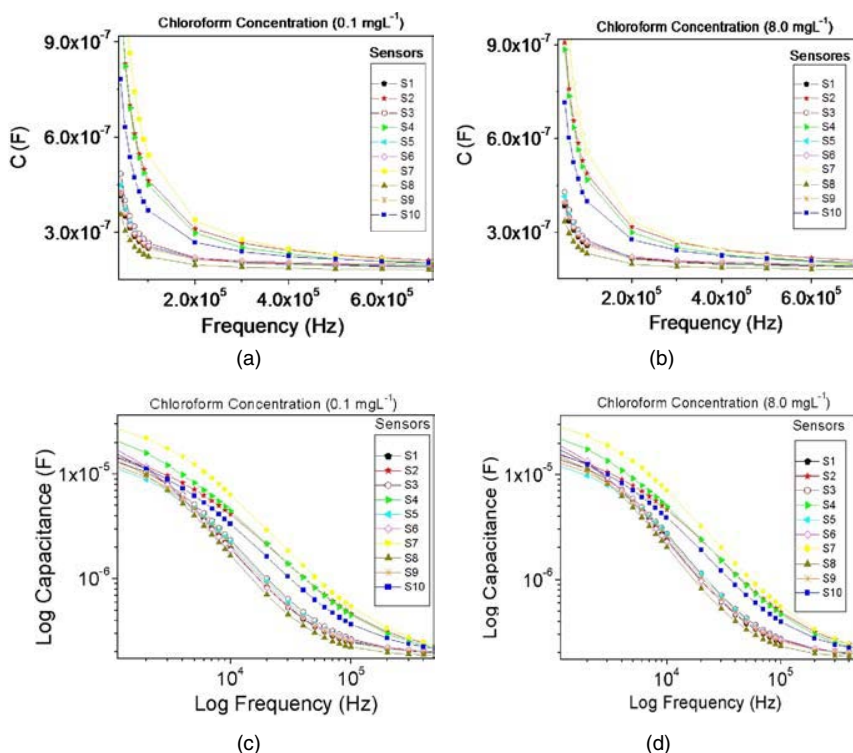 Chloroform Concentration (0.1 mgL⁻¹)
C (F)
9.0x10⁻⁷
6.0x10⁻⁷
3.0x10⁻⁷
2.0x10⁵ 4.0x10⁵ 6.0x10⁵
Frequency (Hz)
Sensors
S1
S2
S3
S4
S5
S6
S7
S8
S9
S10
(a)
Chloroform Concentration (8.0 mgL⁻¹)
C (F)
9.0x10⁻⁷
6.0x10⁻⁷
3.0x10⁻⁷
2.0x10⁵ 4.0x10⁵ 6.0x10⁵
Frequency (Hz)
Sensores
S1
S2
S3
S4
S5
S6
S7
S8
S9
S10
(b)
Chloroform Concentration (0.1 mgL⁻¹)
Log Capacitance (F)
1x10⁻⁵
10⁻⁶
10⁴ 10⁵
Log Frequency (Hz)
Sensors
S1
S2
S3
S4
S5
S6
S7
S8
S9
S10
(c)
Chloroform Concentration (8.0 mgL⁻¹)
Log Capacitance (F)
1x10⁻⁵
10⁻⁶
10⁴ 10⁵
Log Frequency (Hz)
Sensors
S1
S2
S3
S4
S5
S6
S7
S8
S9
S10
(d)